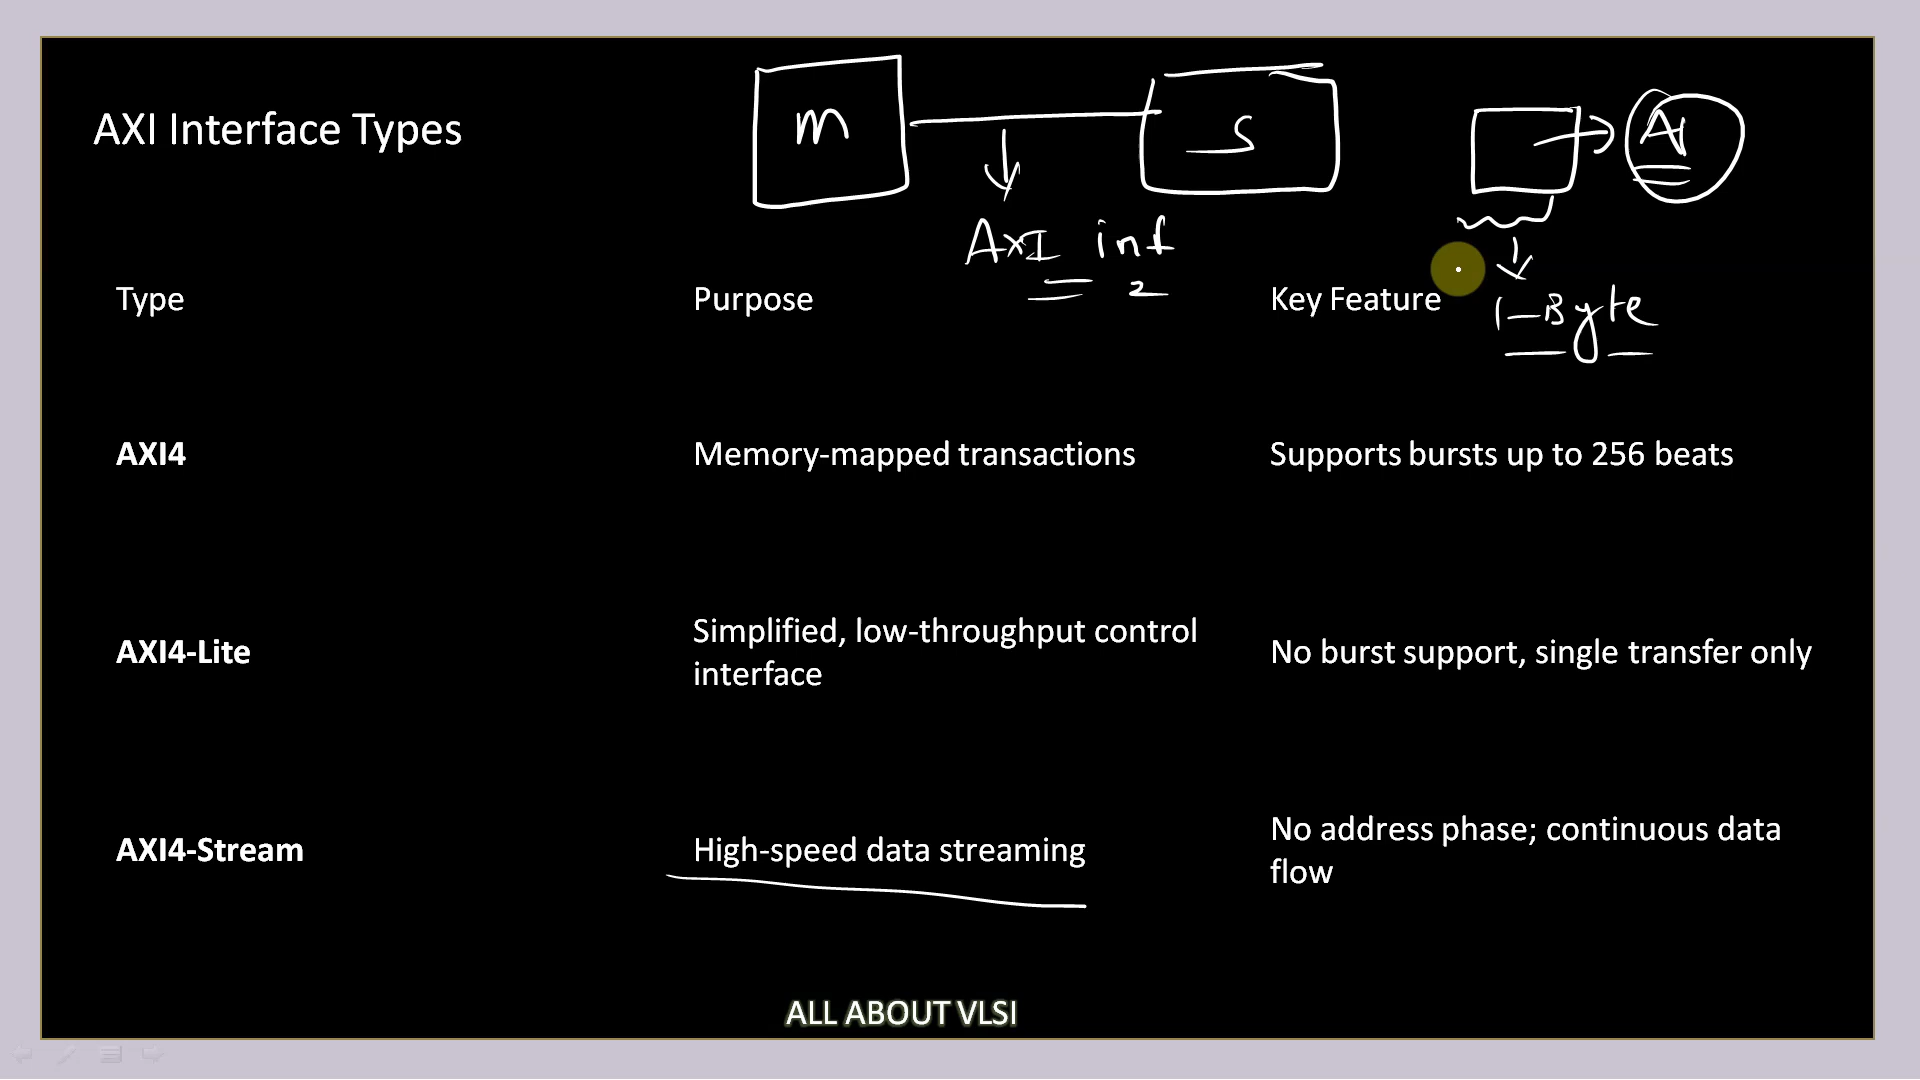 AXI Interface Types
M
S
A1
AXI inf
1-Byte
Type
Purpose
Key Feature
AXI4
Memory-mapped transactions
Supports bursts up to 256 beats
AXI4-Lite
Simplified, low-throughput control
interface
No burst support, single transfer only
AXI4-Stream
High-speed data streaming
No address phase; continuous data
flow
ALL ABOUT VLSI